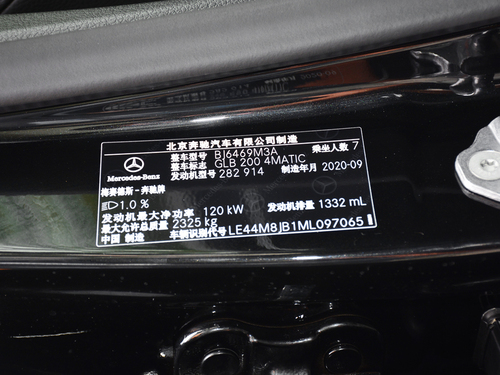 北京奔驰汽车有限公司制造
整车型号 BJ6469M3A 乘坐人数 7
整车型号 GLB 200 4MATIC
发动机型号 282 914 制造年月 2020-09
Mercedes-Benz
梅赛德斯-奔驰牌
1.0 %
发动机最大净功率 120 kW 发动机排量 1332 mL
最大允许总质量 2325 kg
中国 制造 车辆识别代号 LE44M8JB1ML097065